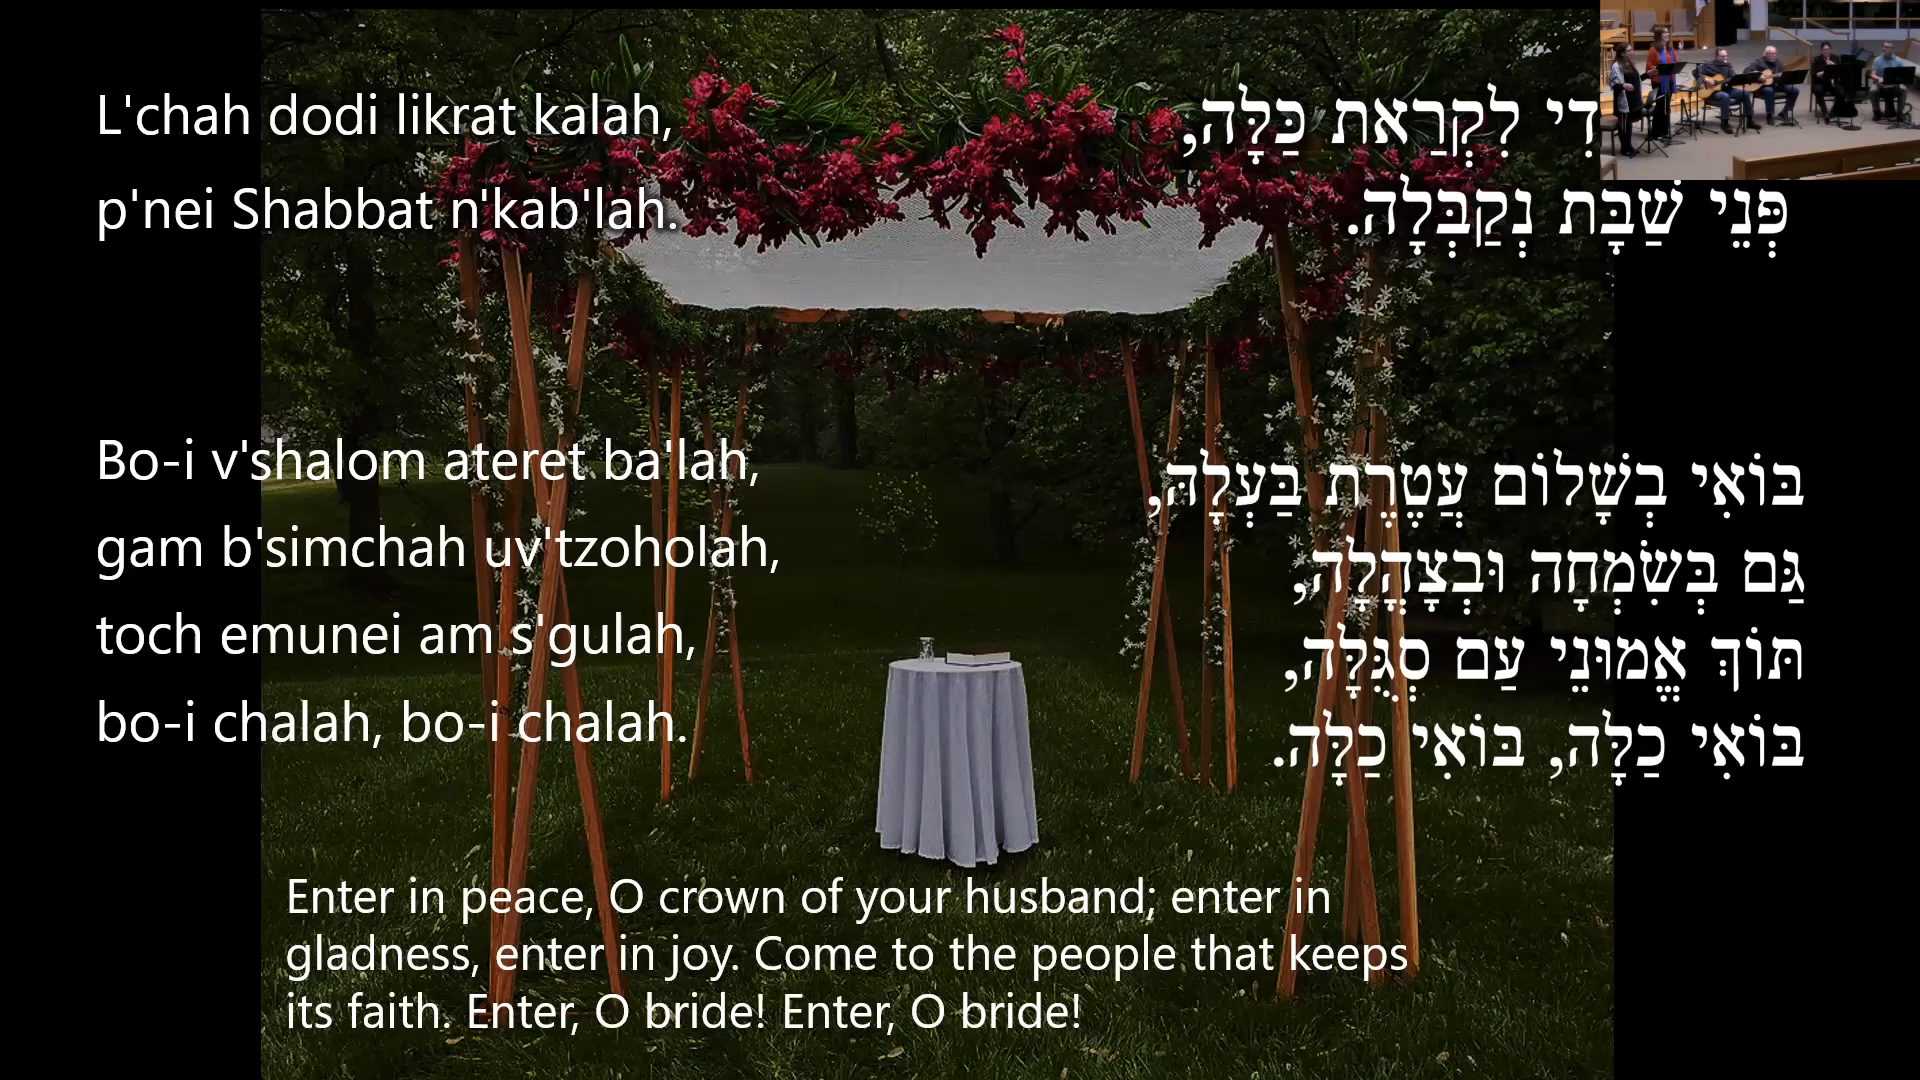 L'chah dodi likrat kalah,
p'nei Shabbat n'kab'lah.
לִקְרַאת כַּלָּה,
פְּנֵי שַׁבָּת נְקַבְּלָה.
Bo-i v'shalom ateret ba'lah,
gam b'simchah uv'tzoholah,
toch emunei am s'gulah,
bo-i chalah, bo-i chalah.
בּוֹאִי בְשָׁלוֹם עֲטֶרֶת בַּעְלָהּ,
גַּם בְּשִׂמְחָה וּבְצָהֳלָה,
תּוֹךְ אֱמוּנֵי עַם סְגֻלָּה,
בּוֹאִי כַלָּה, בּוֹאִי כַלָּה.
Enter in peace, O crown of your husband; enter in
gladness, enter in joy. Come to the people that keeps
its faith. Enter, O bride! Enter, O bride!